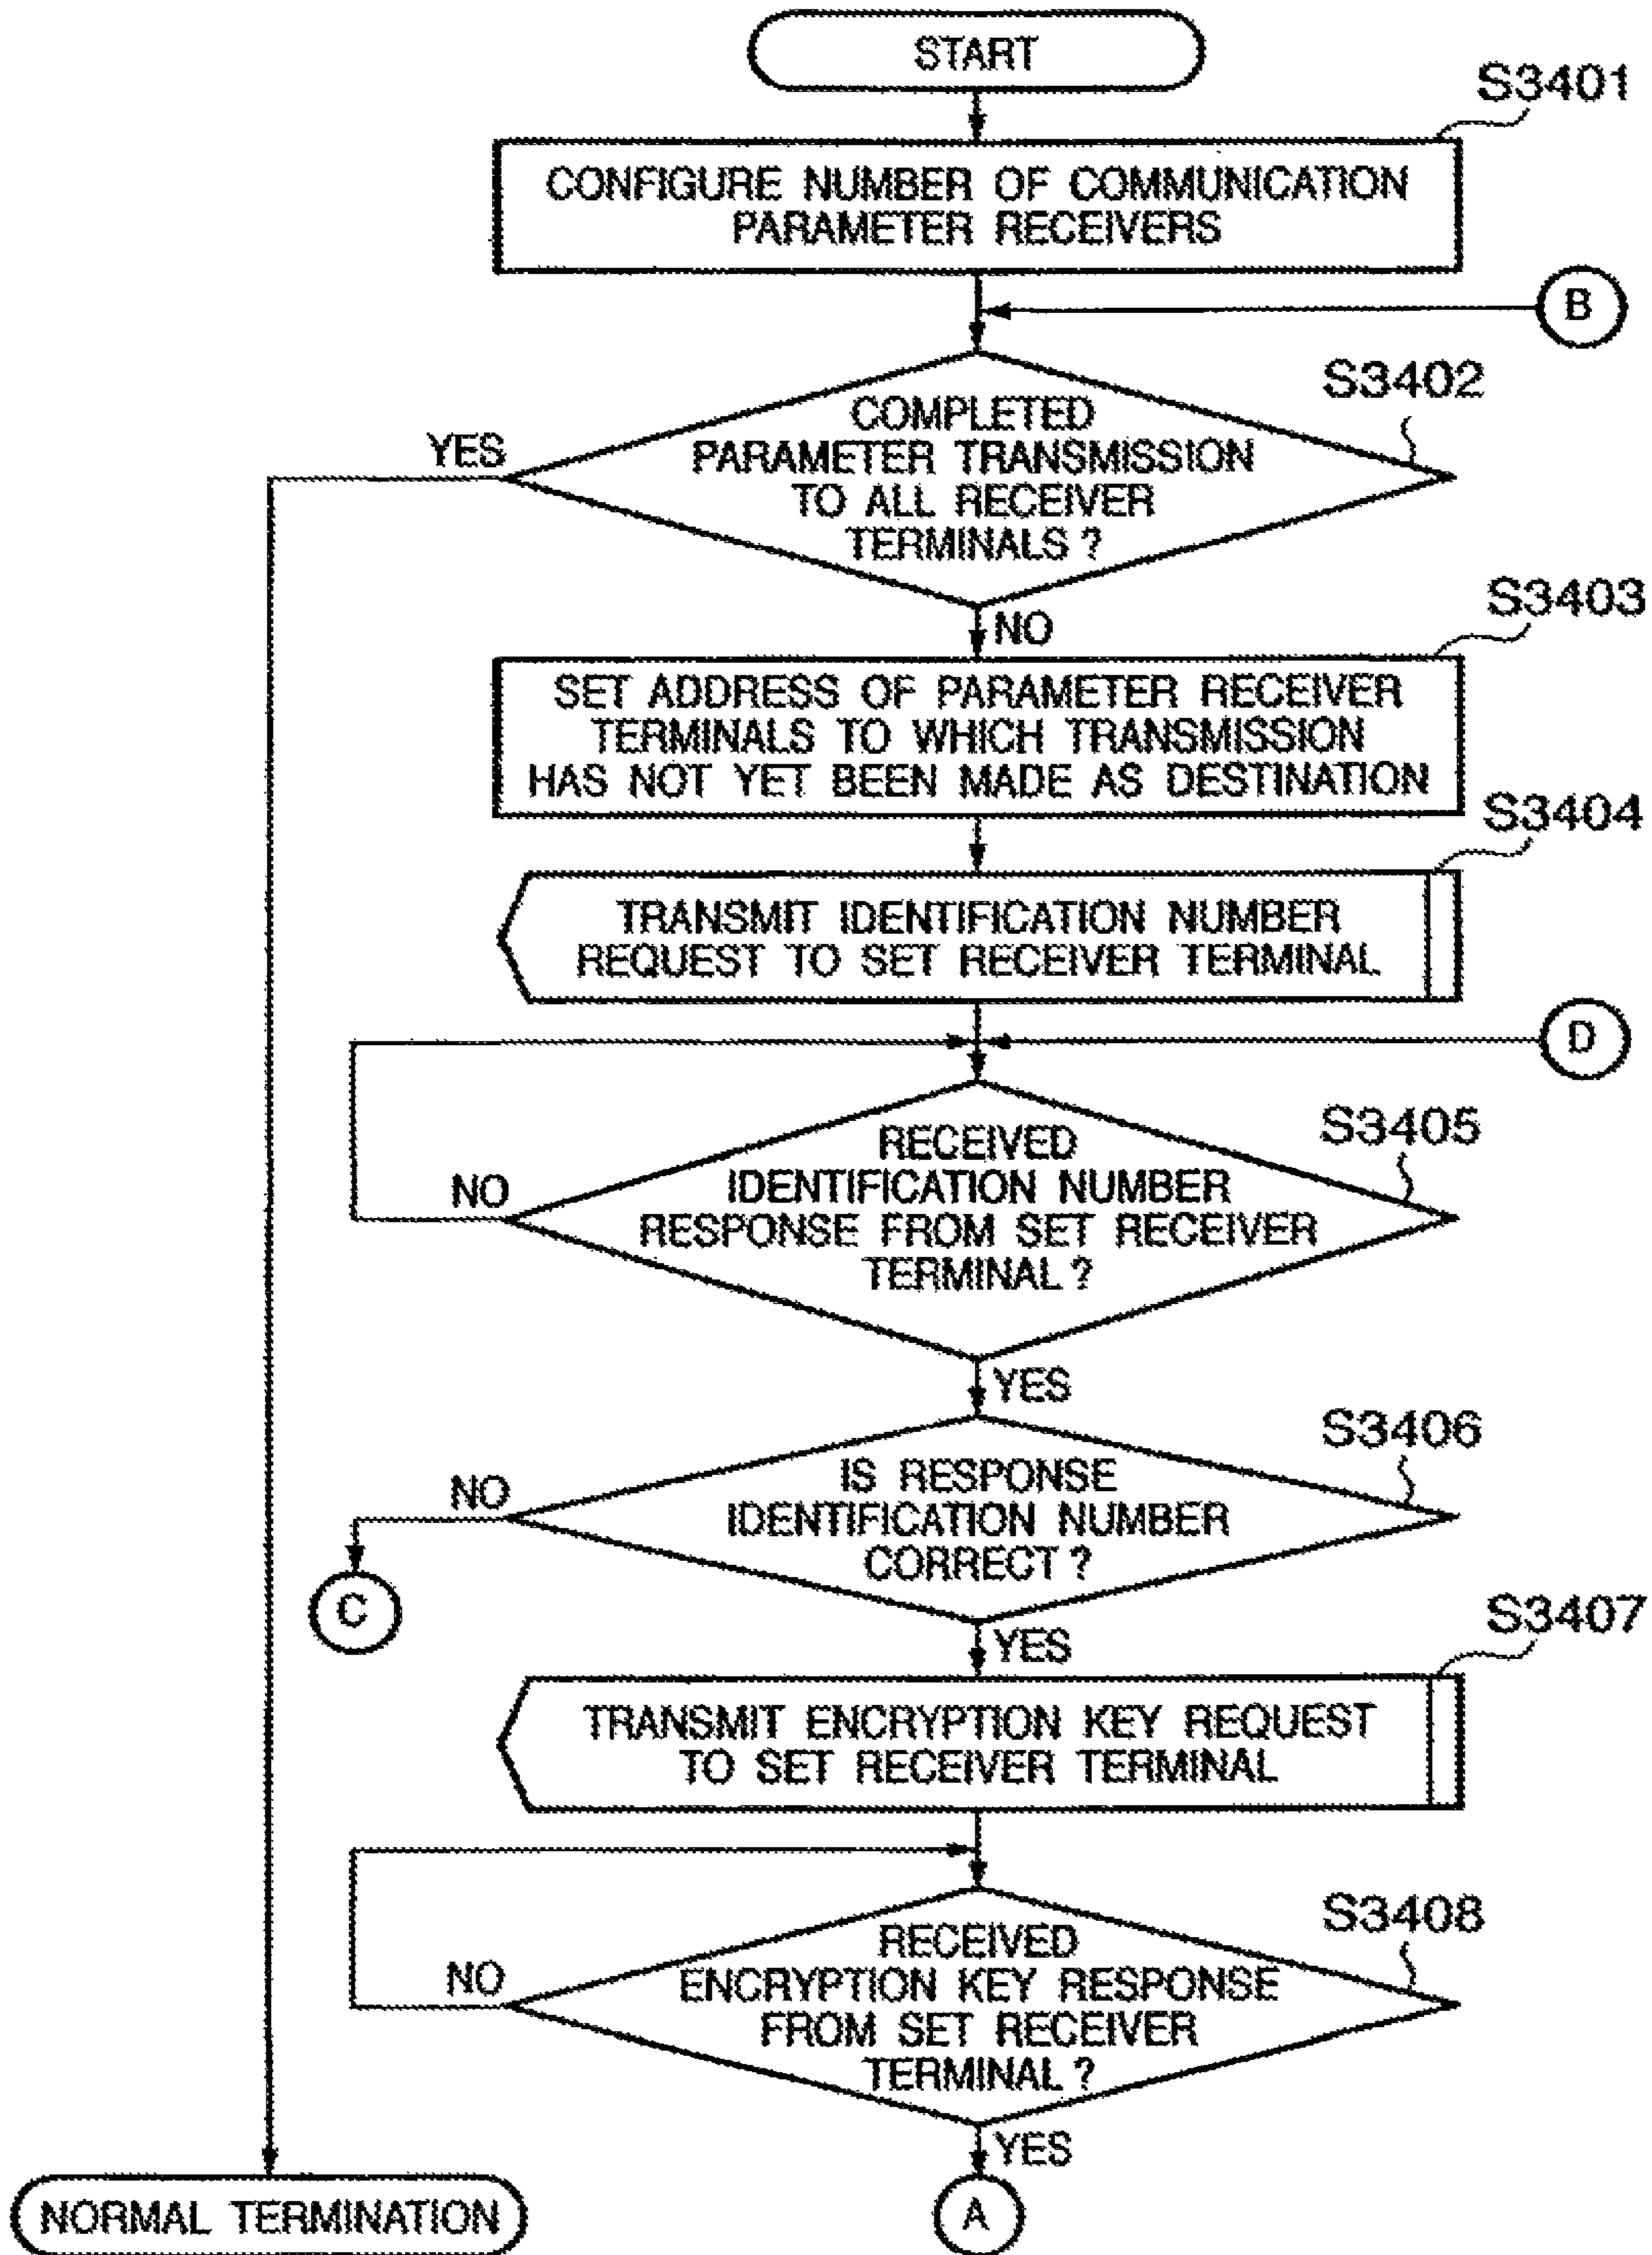 START
S3401
CONFIGURE NUMBER OF COMMUNICATION
PARAMETER RECEIVERS
B
S3402
COMPLETED
PARAMETER TRANSMISSION
TO ALL RECEIVER
TERMINALS ?
YES
NO
S3403
SET ADDRESS OF PARAMETER RECEIVER
TERMINALS TO WHICH TRANSMISSION
HAS NOT YET BEEN MADE AS DESTINATION
S3404
TRANSMIT IDENTIFICATION NUMBER
REQUEST TO SET RECEIVER TERMINAL
D
S3405
RECEIVED
IDENTIFICATION NUMBER
RESPONSE FROM SET RECEIVER
TERMINAL ?
NO
YES
S3406
IS RESPONSE
IDENTIFICATION NUMBER
CORRECT ?
NO
C
YES
S3407
TRANSMIT ENCRYPTION KEY REQUEST
TO SET RECEIVER TERMINAL
S3408
RECEIVED
ENCRYPTION KEY RESPONSE
FROM SET RECEIVER
TERMINAL ?
NO
YES
NORMAL TERMINATION
A